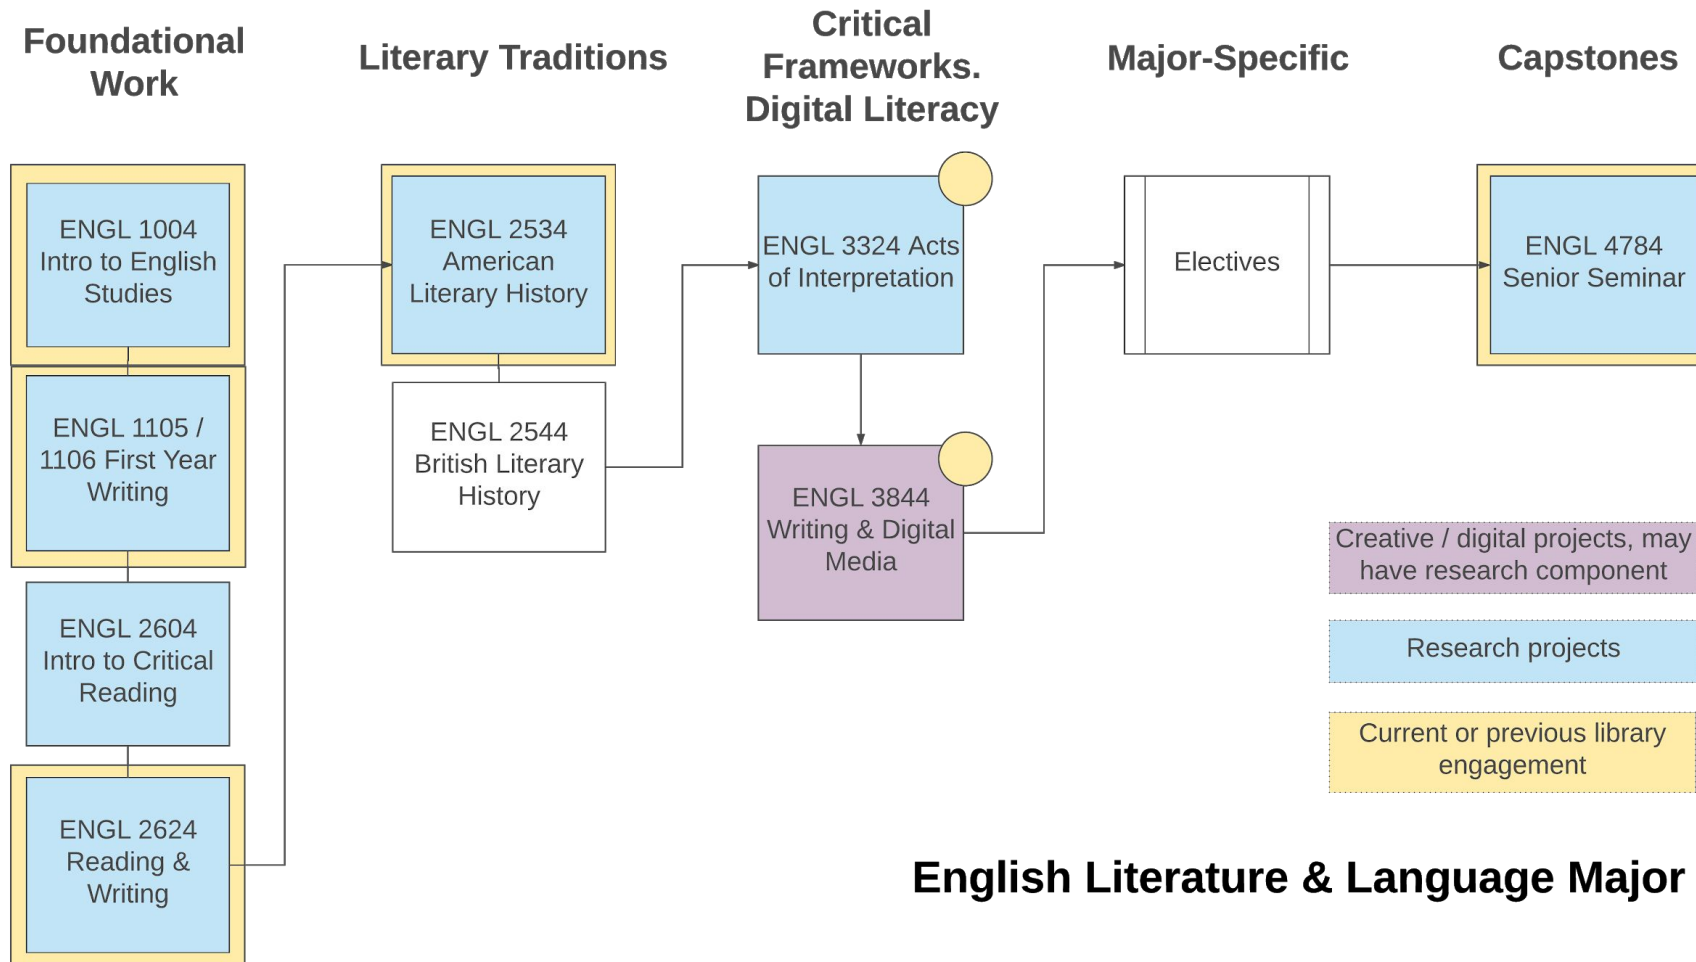 Foundational
Work
Literary Traditions
Critical
Frameworks.
Digital Literacy
Major-Specific
Capstones
ENGL 1004
Intro to English
Studies
ENGL 1105 /
1106 First Year
Writing
ENGL 2604
Intro to Critical
Reading
ENGL 2624
Reading &
Writing
ENGL 2534
American
Literary History
ENGL 2544
British Literary
History
ENGL 3324 Acts
of Interpretation
ENGL 3844
Writing & Digital
Media
Electives
ENGL 4784
Senior Seminar
Creative / digital projects, may
have research component
Research projects
Current or previous library
engagement
English Literature & Language Major